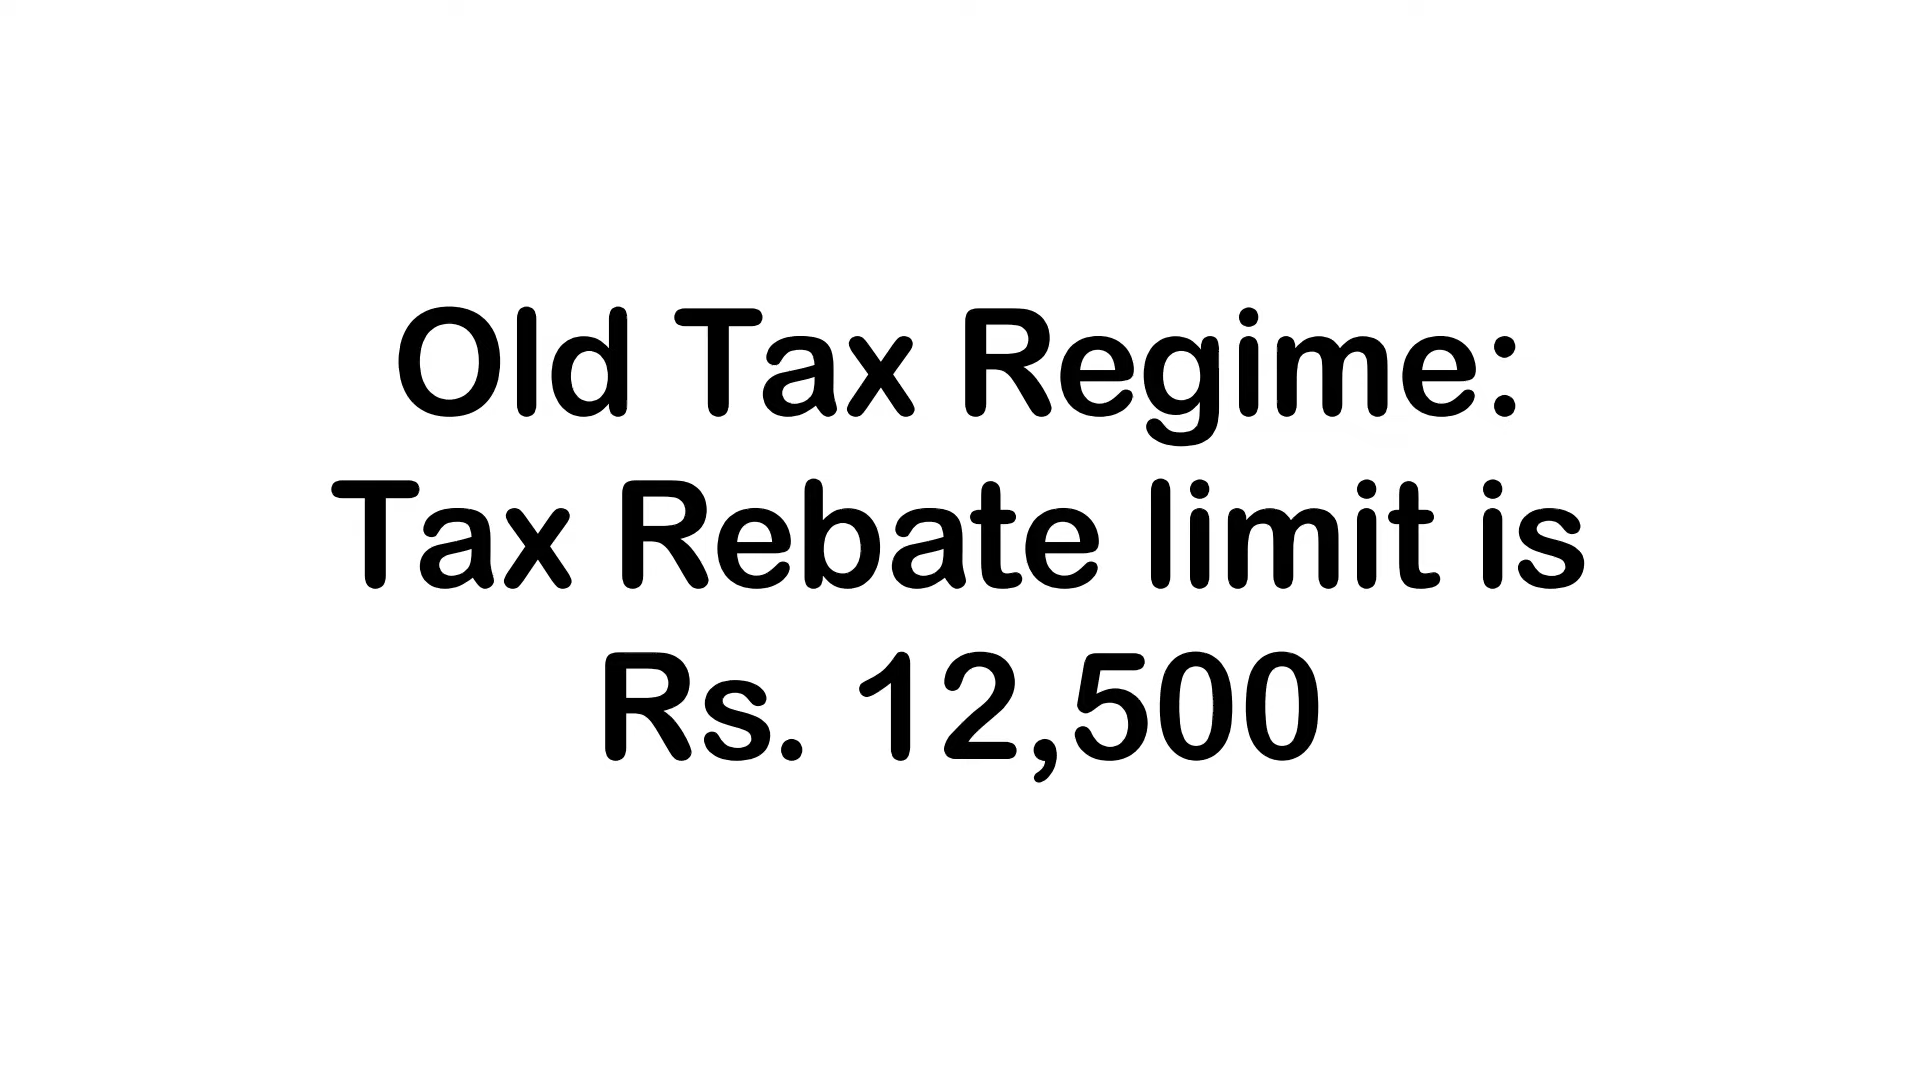 Old Tax Regime:
Tax Rebate limit is
Rs. 12,500